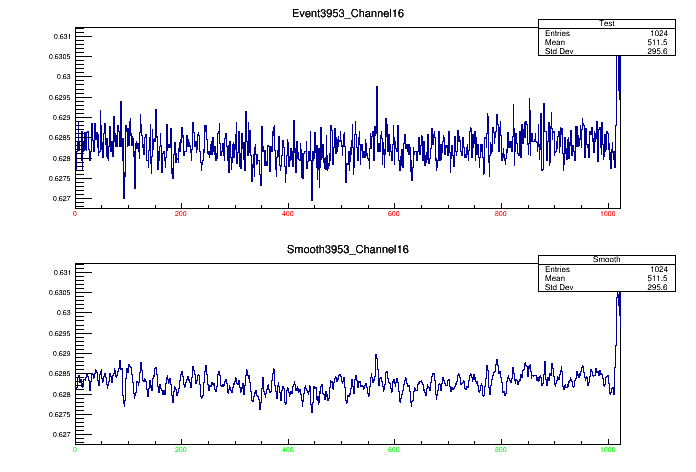 Event3953_Channel16
Test
Entries 1024
Mean 511.5
Std Dev 295.6
0.631
0.6305
0.63
0.6295
0.629
0.6285
0.628
0.6275
0.627
0 200 400 600 800 1000
Smooth3953_Channel16
Smooth
Entries 1024
Mean 511.5
Std Dev 295.6
0.631
0.6305
0.63
0.6295
0.629
0.6285
0.628
0.6275
0.627
0 200 400 600 800 1000